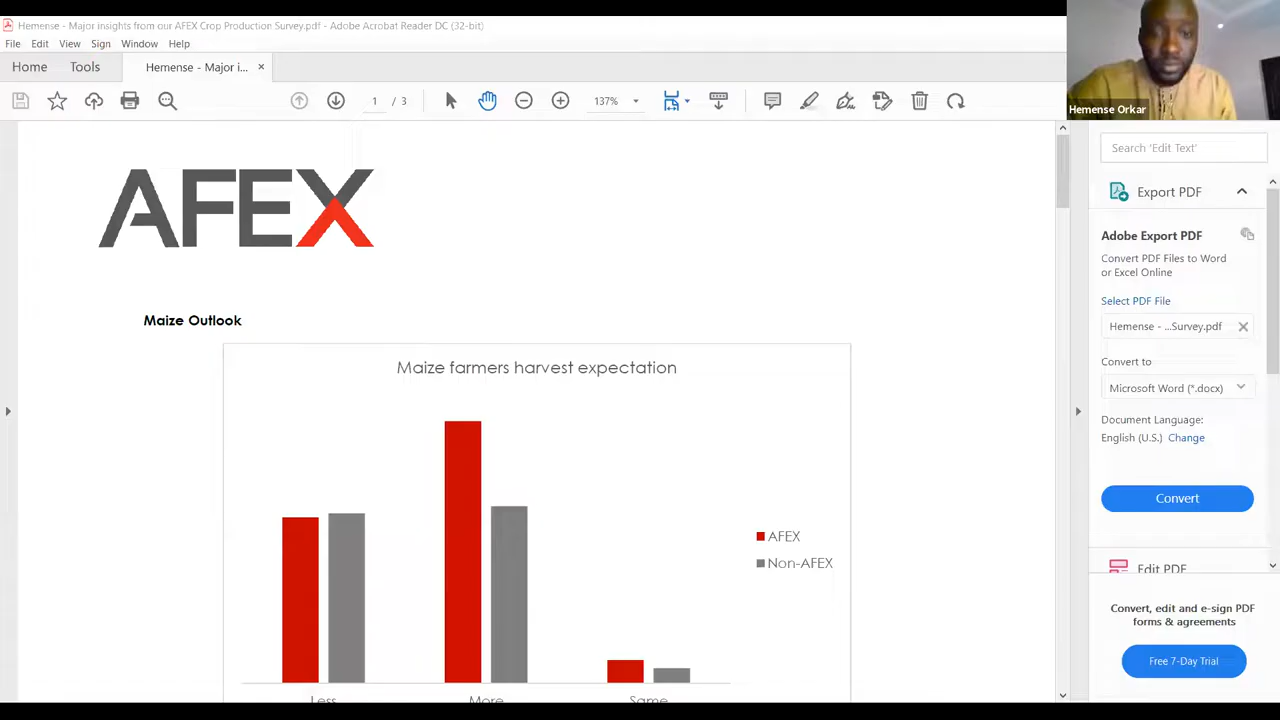 Hemense - Major insights from our AFEX Crop Production Survey.pdf - Adobe Acrobat Reader DC (32-bit)
File Edit View Sign Window Help
Home Tools Hemense - Major i... ×
1 / 3 137%
Hemense Orkar
AFEX
Maize Outlook
Maize farmers harvest expectation
AFEX
Non-AFEX
Less More Same
Search 'Edit Text'
Export PDF
Adobe Export PDF
Convert PDF Files to Word
or Excel Online
Select PDF File
Hemense - ...Survey.pdf
Convert to
Microsoft Word (*.docx)
Document Language:
English (U.S.) Change
Convert
Edit PDF
Convert, edit and e-sign PDF
forms & agreements
Free 7-Day Trial